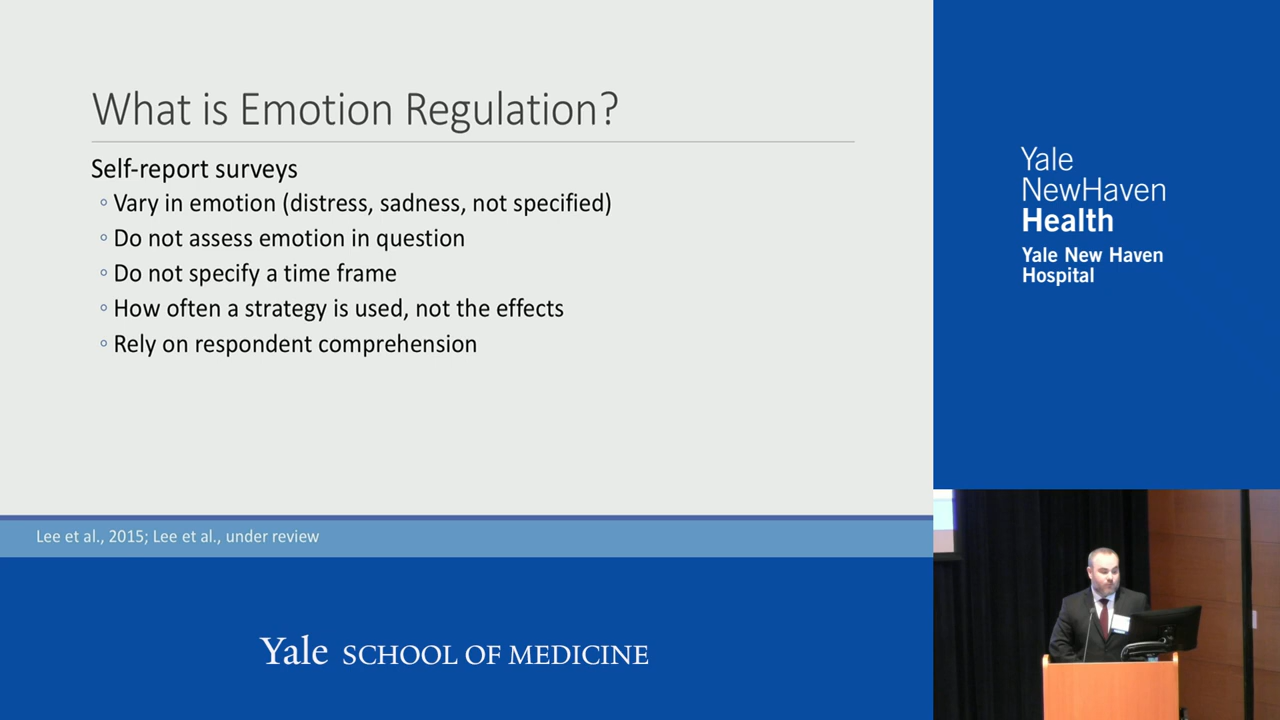 What is Emotion Regulation?
Self-report surveys
◦ Vary in emotion (distress, sadness, not specified)
◦ Do not assess emotion in question
◦ Do not specify a time frame
◦ How often a strategy is used, not the effects
◦ Rely on respondent comprehension
Lee et al., 2015; Lee et al., under review
Yale SCHOOL OF MEDICINE
Yale
NewHaven
Health
Yale New Haven
Hospital